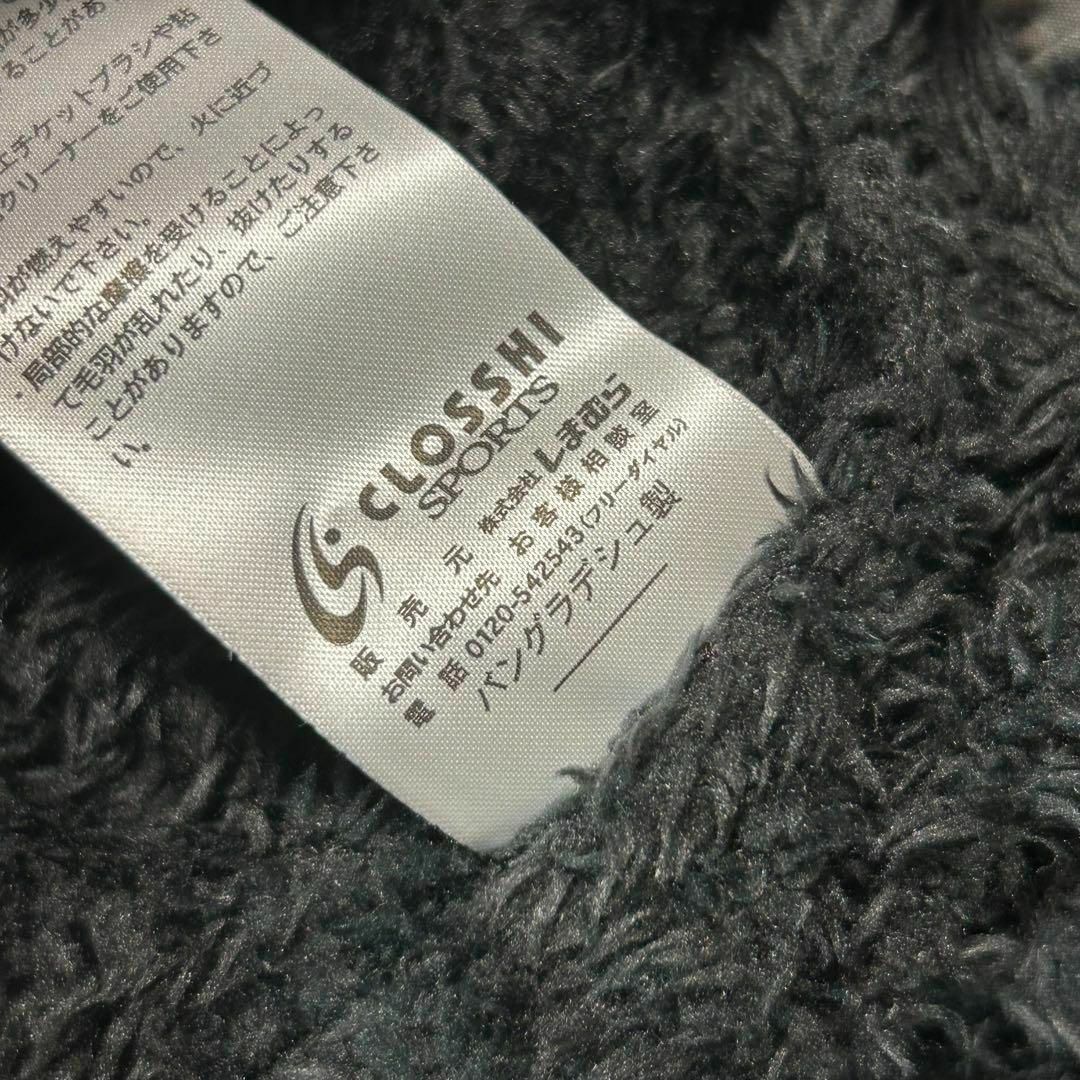 ることがあ
エチケットブラシや粘
クリーナーをご使用下さ
が燃えやすいので、火に近づ
けないで下さい。
・局部的な摩擦を受けることによっ
て毛羽が乱れたり、抜けたりする
ことがありますので、ご注意下さ
い。
CLOSSHI
SPORTS
販売元 株式会社しまむら
お問い合わせ先 お客様相談室
電話 0120-542543(フリーダイヤル)
バングラデシュ製